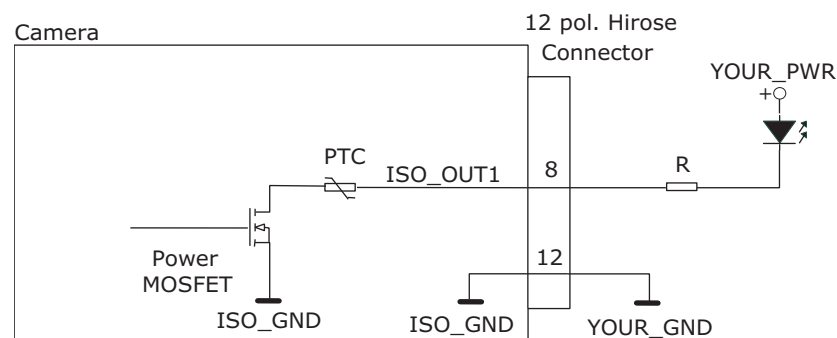 12 pol. Hirose
Connector
Camera
YOUR_PWR
+
PTC
ISO_OUT1
8
R
12
Power
MOSFET
ISO_GND
ISO_GND
YOUR_GND